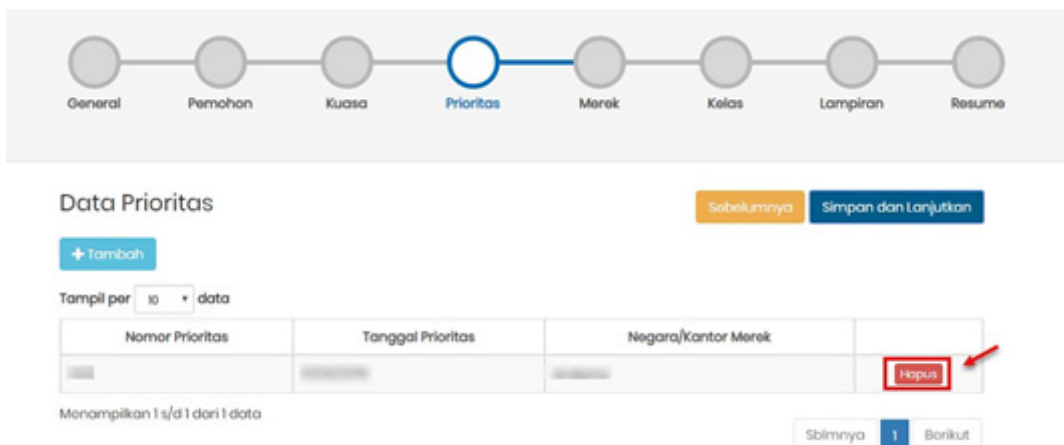 General Pemohon Kuasa Prioritas Merek Kelas Lampiran Resume
Data Prioritas Sebelumnya Simpan dan Lanjutkan
+Tambah
Tampil per 10 data
Nomor Prioritas Tanggal Prioritas Negara/Kantor Merek
Hapus
Menampilkan 1 s/d 1 dari 1 data
Sblmnya 1 Berikut